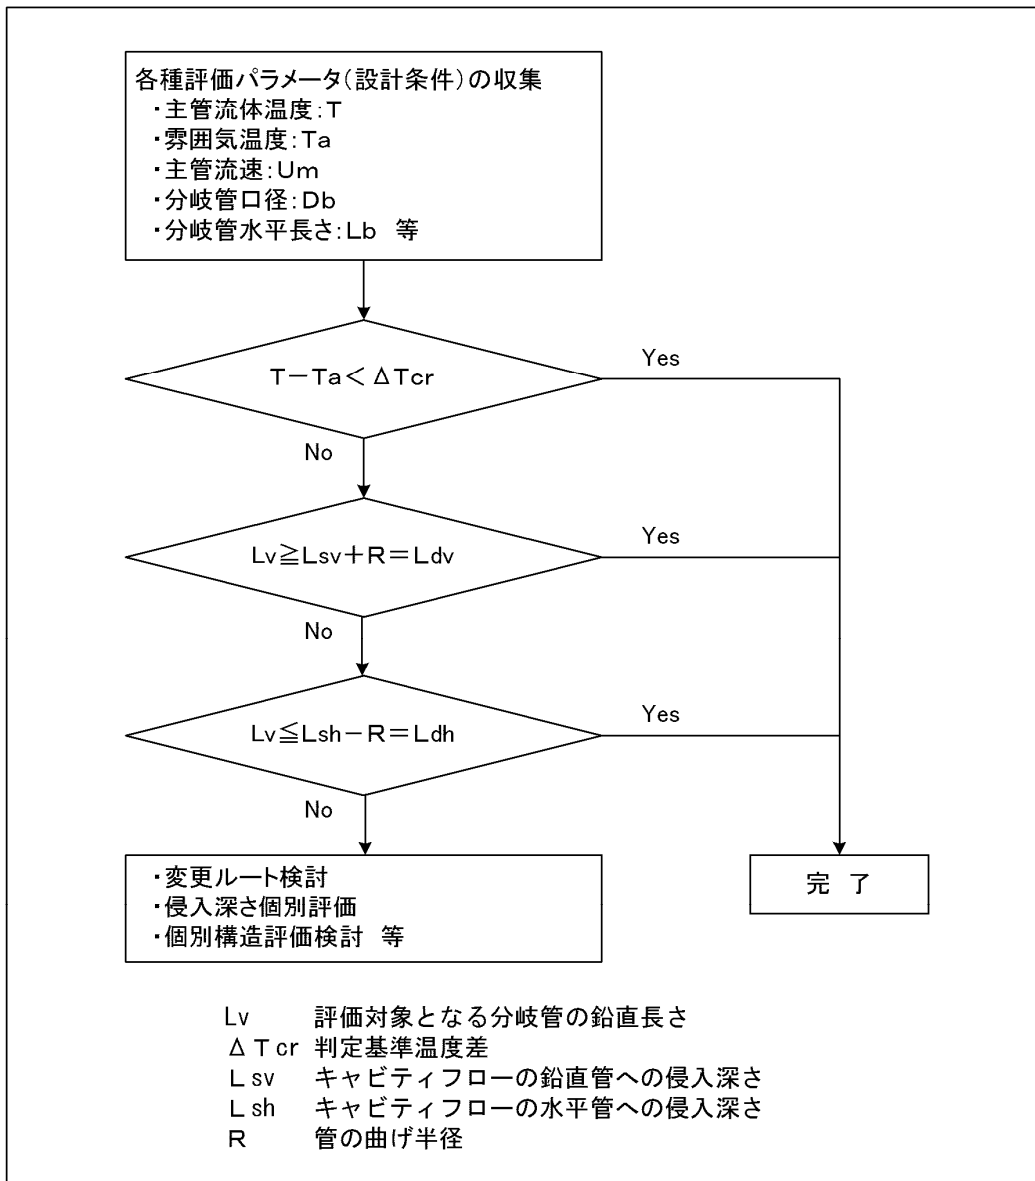 各種評価パラメータ(設計条件)の収集
・主管流体温度:T
・雰囲気温度:Ta
・主管流速:Um
・分岐管口径:Db
・分岐管水平長さ:Lb 等
T－Ta＜ΔTcr
Yes
No
Lv≧Lsv＋R＝Ldv
Yes
No
Lv≦Lsh－R＝Ldh
Yes
No
・変更ルート検討
・侵入深さ個別評価
・個別構造評価検討 等
完 了
Lv 評価対象となる分岐管の鉛直長さ
ΔTcr 判定基準温度差
Lsv キャビティフローの鉛直管への侵入深さ
Lsh キャビティフローの水平管への侵入深さ
R 管の曲げ半径